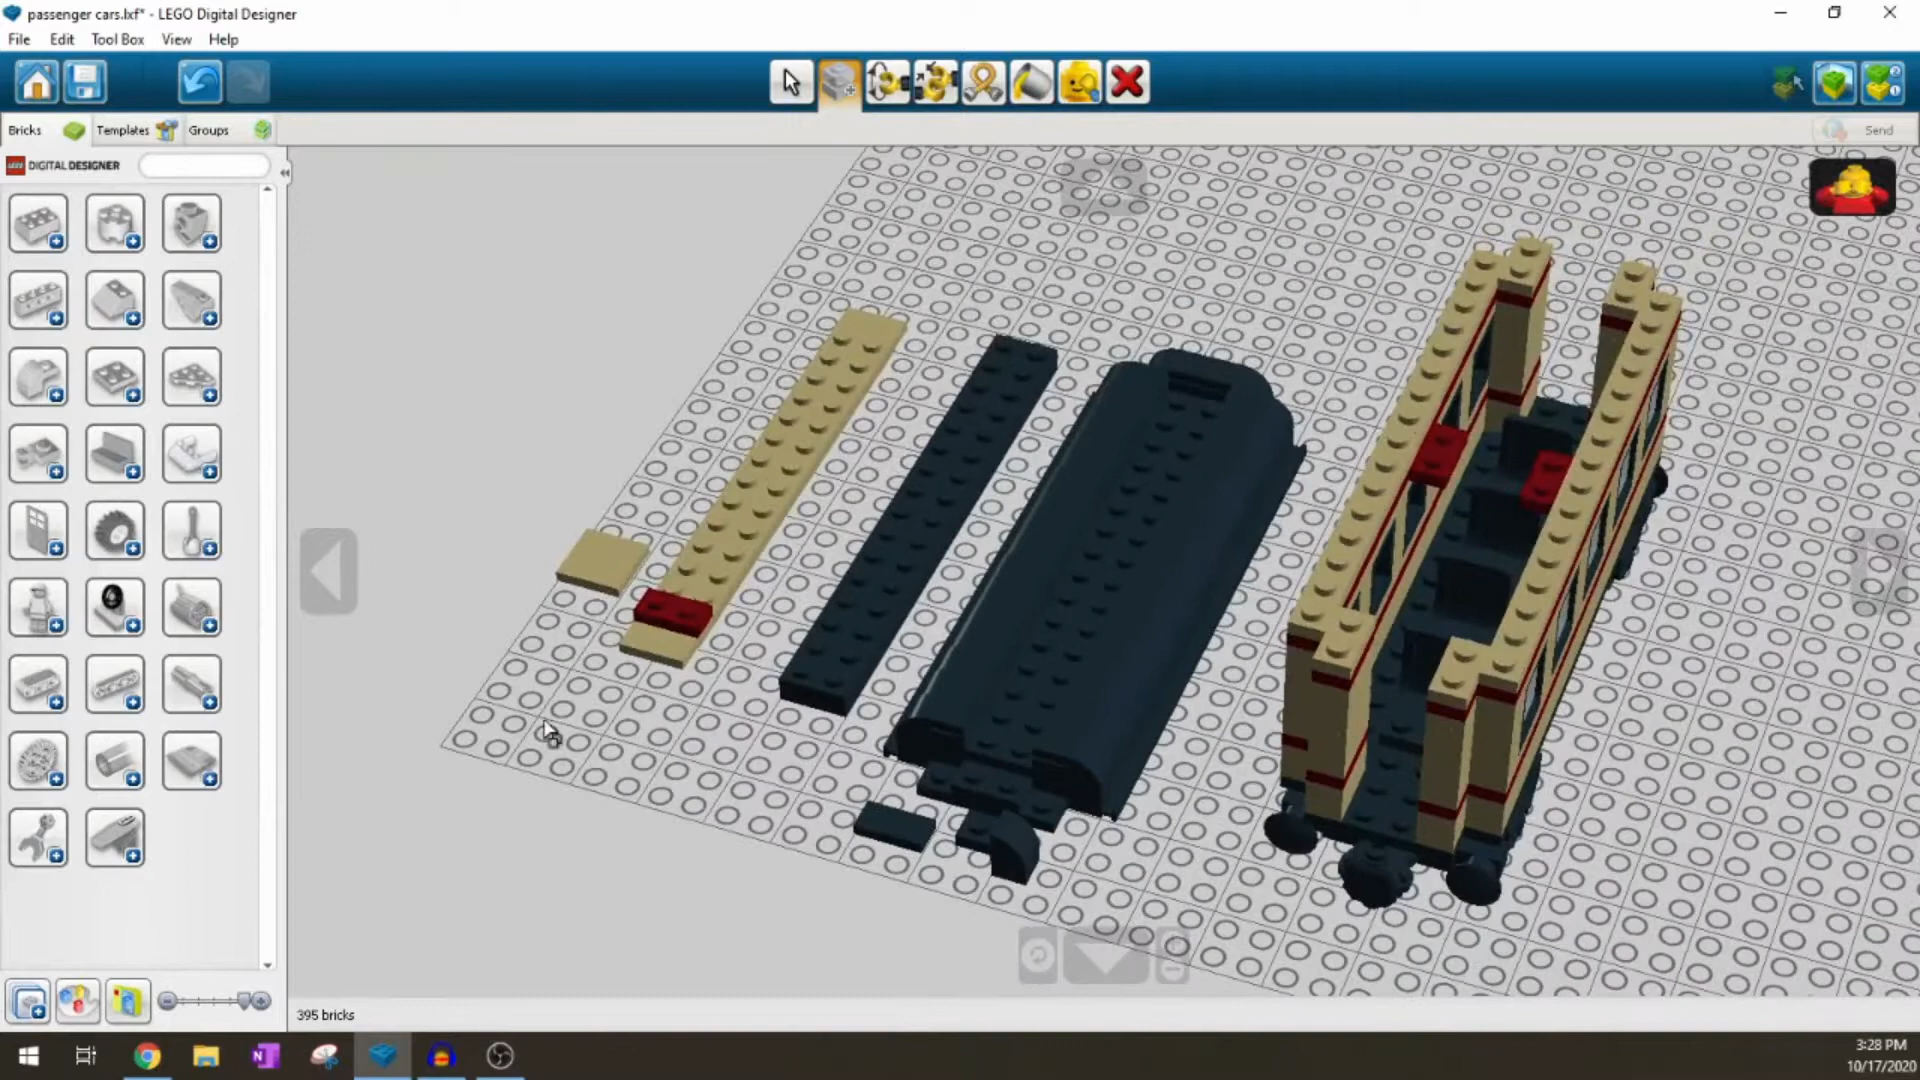 passenger cars.lxf* - LEGO Digital Designer
File Edit Tool Box View Help
Bricks Templates Groups
Send
LEGO DIGITAL DESIGNER
395 bricks
3:28 PM
10/17/2020